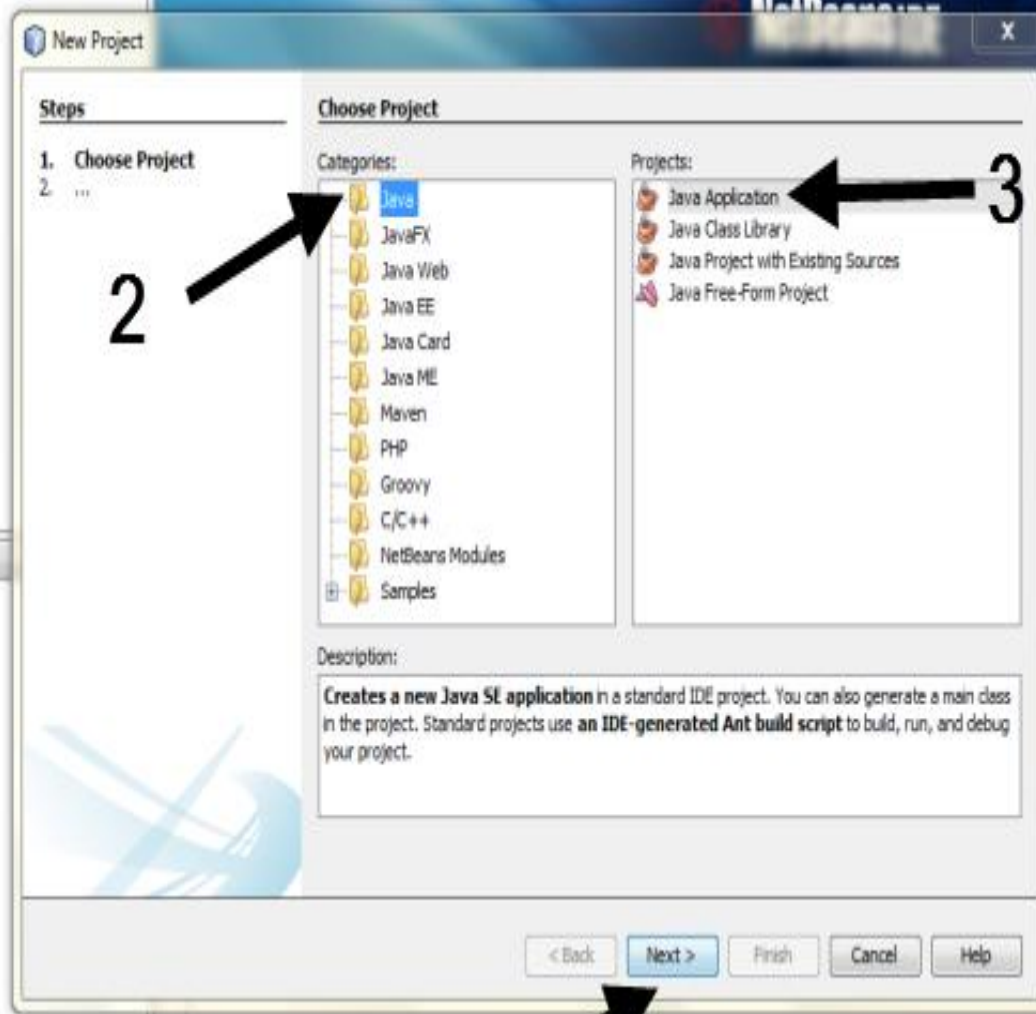 NetBeans IDE
New Project
X
Steps
1. Choose Project
2. ...
Choose Project
Categories:
Java
JavaFX
Java Web
Java EE
Java Card
Java ME
Maven
PHP
Groovy
C/C++
NetBeans Modules
Samples
2
Projects:
Java Application
Java Class Library
Java Project with Existing Sources
Java Free-Form Project
3
Description:
Creates a new Java SE application in a standard IDE project. You can also generate a main class
in the project. Standard projects use an IDE-generated Ant build script to build, run, and debug
your project.
< Back
Next >
Finish
Cancel
Help